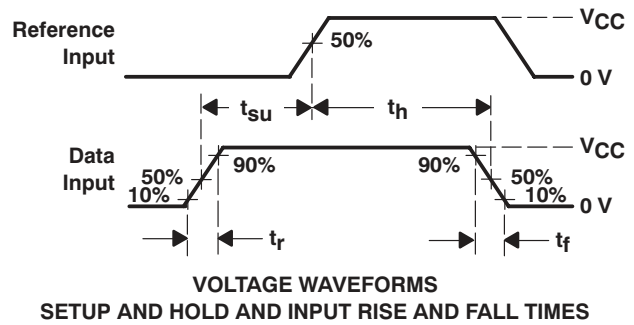 Reference
Input
50%
VCC
0 V
tsu
th
Data
Input
50%
10%
90%
90%
VCC
50%
10%
0 V
tr
tf
VOLTAGE WAVEFORMS
SETUP AND HOLD AND INPUT RISE AND FALL TIMES